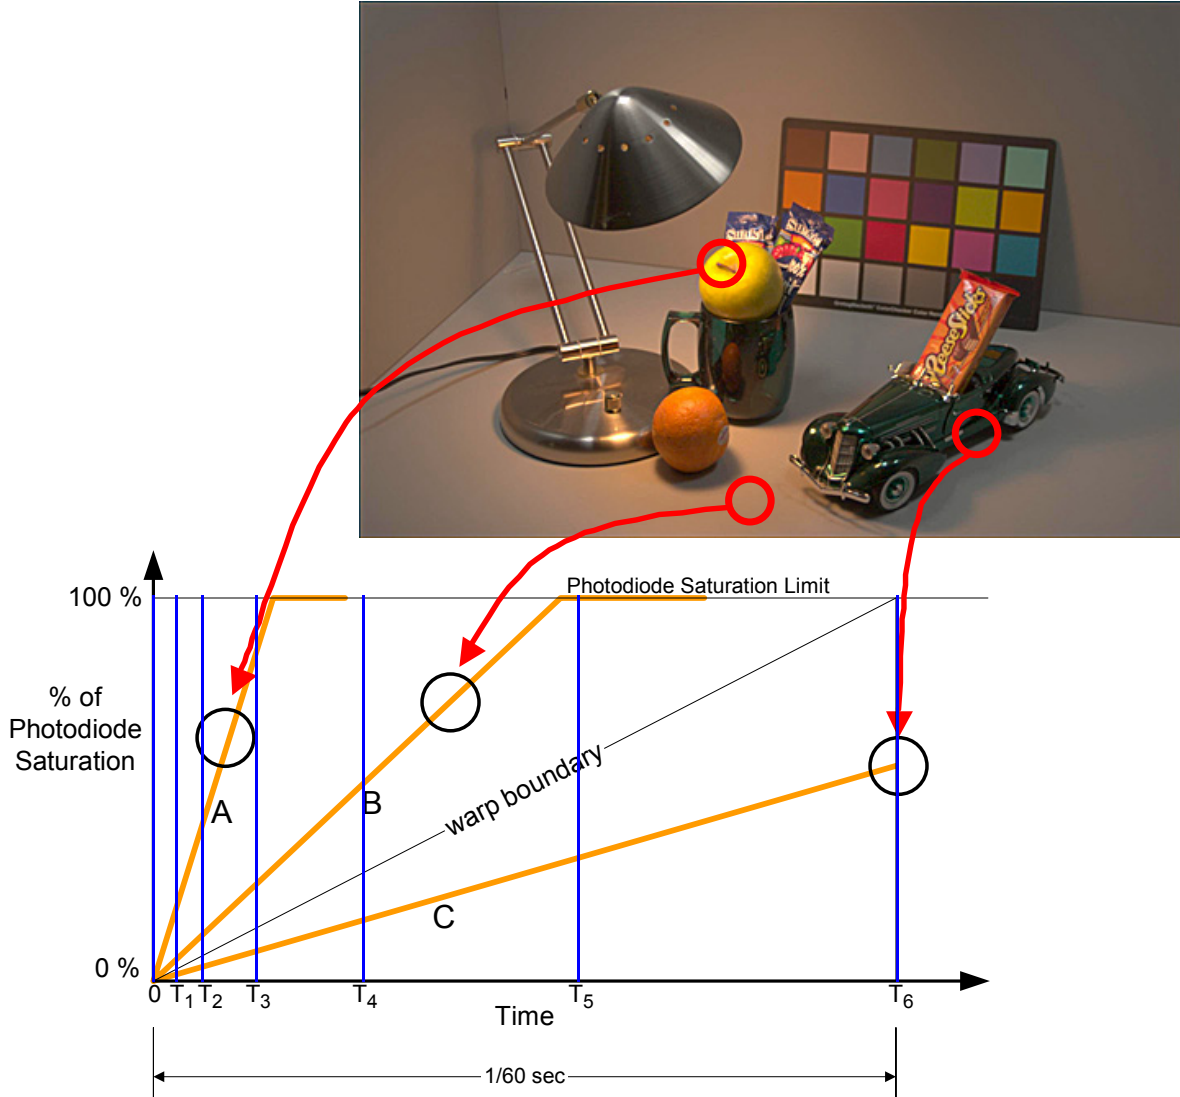 ReeseSticks
Photodiode Saturation Limit
100 %
% of
Photodiode
Saturation
A
B
warp boundary
C
0 %
0 T1 T2 T3 T4 T5 T6
Time
1/60 sec